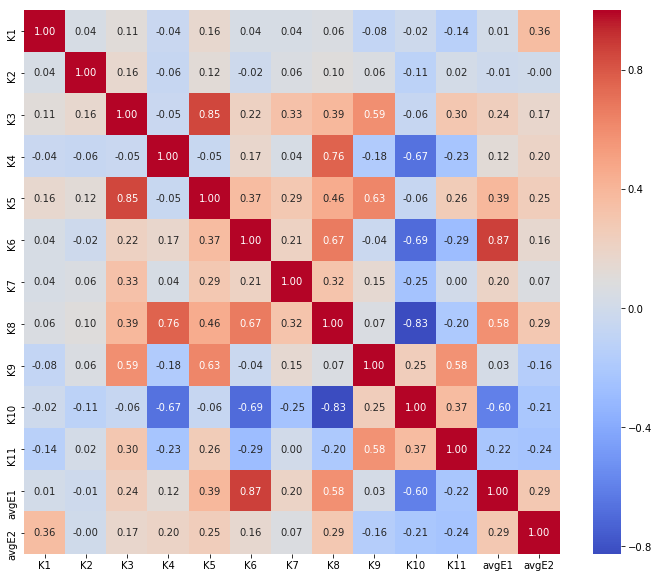 K1 1.00 0.04 0.11 -0.04 0.16 0.04 0.04 0.06 -0.08 -0.02 -0.14 0.01 0.36
K2 0.04 1.00 0.16 -0.06 0.12 -0.02 0.06 0.10 0.06 -0.11 0.02 -0.01 -0.00
K3 0.11 0.16 1.00 -0.05 0.85 0.22 0.33 0.39 0.59 -0.06 0.30 0.24 0.17
K4 -0.04 -0.06 -0.05 1.00 -0.05 0.17 0.04 0.76 -0.18 -0.67 -0.23 0.12 0.20
K5 0.16 0.12 0.85 -0.05 1.00 0.37 0.29 0.46 0.63 -0.06 0.26 0.39 0.25
K6 0.04 -0.02 0.22 0.17 0.37 1.00 0.21 0.67 -0.04 -0.69 -0.29 0.87 0.16
K7 0.04 0.06 0.33 0.04 0.29 0.21 1.00 0.32 0.15 -0.25 0.00 0.20 0.07
K8 0.06 0.10 0.39 0.76 0.46 0.67 0.32 1.00 0.07 -0.83 -0.20 0.58 0.29
K9 -0.08 0.06 0.59 -0.18 0.63 -0.04 0.15 0.07 1.00 0.25 0.58 0.03 -0.16
K10 -0.02 -0.11 -0.06 -0.67 -0.06 -0.69 -0.25 -0.83 0.25 1.00 0.37 -0.60 -0.21
K11 -0.14 0.02 0.30 -0.23 0.26 -0.29 0.00 -0.20 0.58 0.37 1.00 -0.22 -0.24
avgE1 0.01 -0.01 0.24 0.12 0.39 0.87 0.20 0.58 0.03 -0.60 -0.22 1.00 0.29
avgE2 0.36 -0.00 0.17 0.20 0.25 0.16 0.07 0.29 -0.16 -0.21 -0.24 0.29 1.00
K1 K2 K3 K4 K5 K6 K7 K8 K9 K10 K11 avgE1 avgE2
0.8
0.4
0.0
−0.4
−0.8